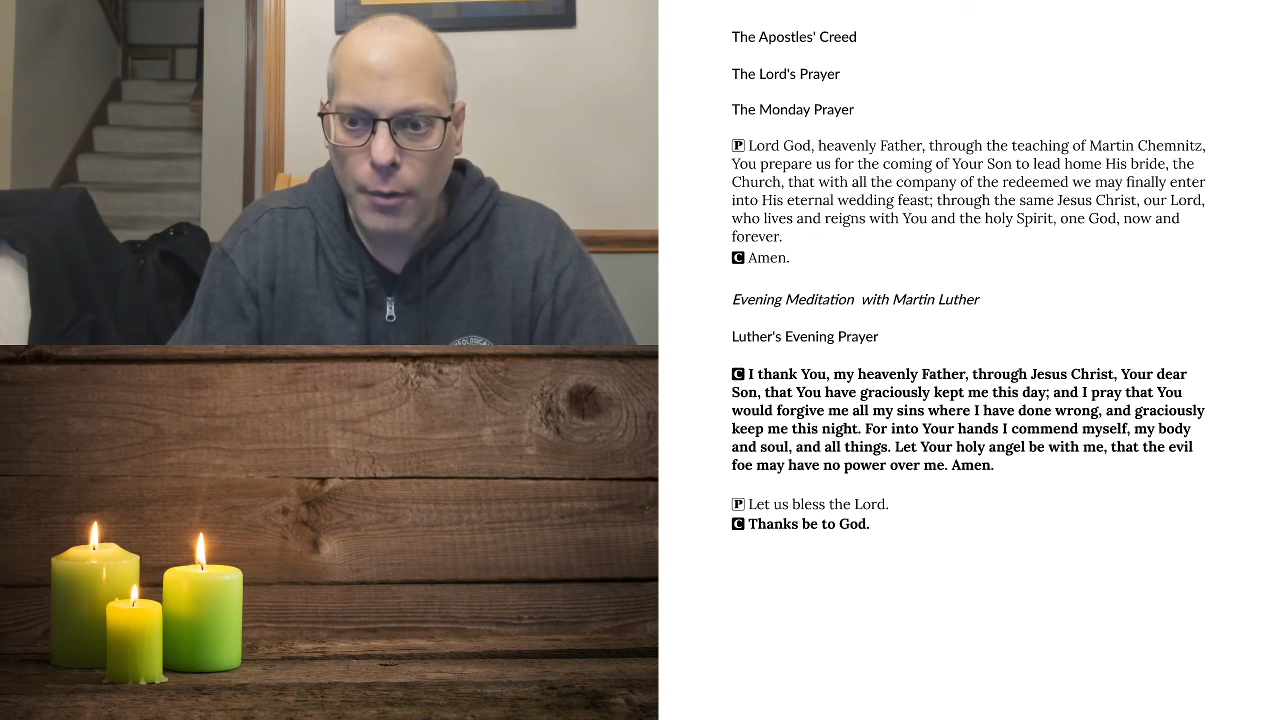 The Apostles' Creed
The Lord's Prayer
The Monday Prayer
P Lord God, heavenly Father, through the teaching of Martin Chemnitz,
You prepare us for the coming of Your Son to lead home His bride, the
Church, that with all the company of the redeemed we may finally enter
into His eternal wedding feast; through the same Jesus Christ, our Lord,
who lives and reigns with You and the holy Spirit, one God, now and
forever.
C Amen.
Evening Meditation with Martin Luther
Luther's Evening Prayer
C I thank You, my heavenly Father, through Jesus Christ, Your dear
Son, that You have graciously kept me this day; and I pray that You
would forgive me all my sins where I have done wrong, and graciously
keep me this night. For into Your hands I commend myself, my body
and soul, and all things. Let Your holy angel be with me, that the evil
foe may have no power over me. Amen.
P Let us bless the Lord.
C Thanks be to God.